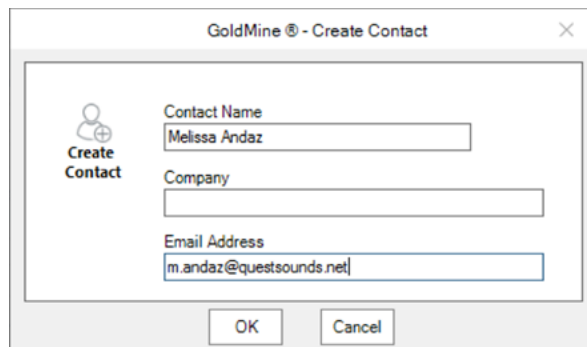 GoldMine ® - Create Contact
Create
Contact
Contact Name
Melissa Andaz
Company
Email Address
m.andaz@questsounds.net
OK
Cancel